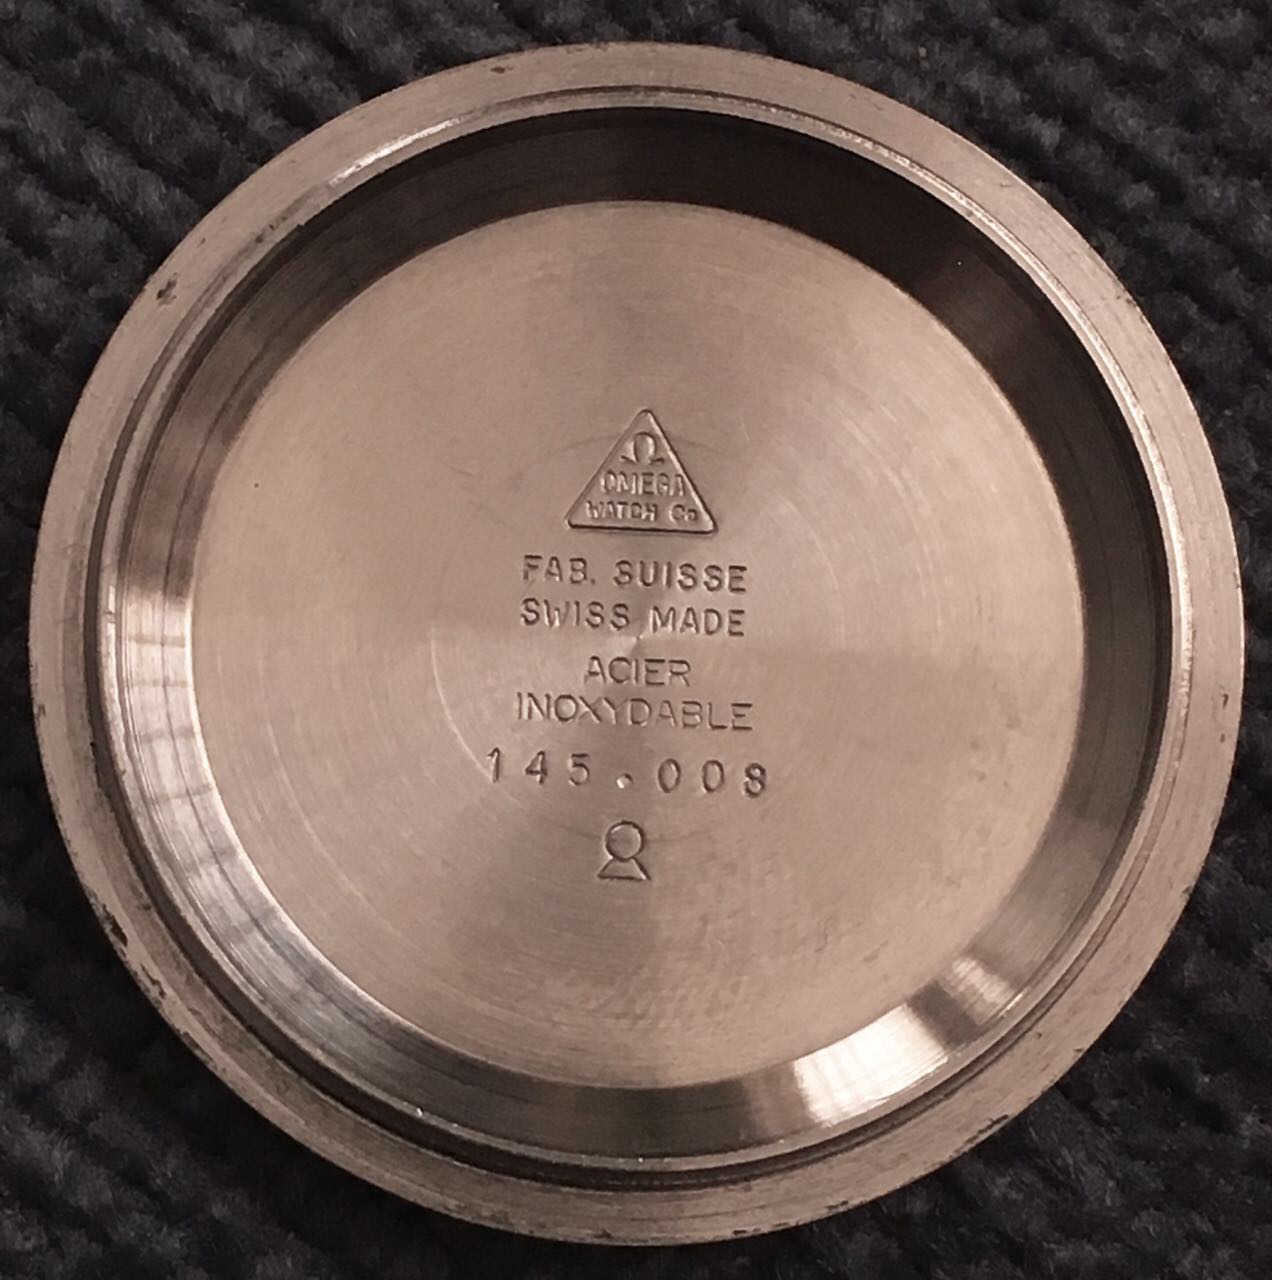 Ω
OMEGA
WATCH Co
FAB. SUISSE
SWISS MADE
ACIER
INOXYDABLE
145.008